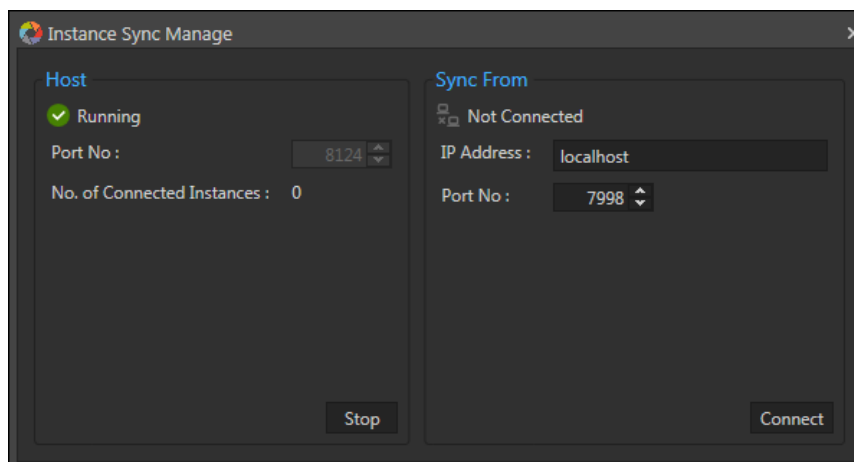 Instance Sync Manage
Host
Running
Port No :
8124
No. of Connected Instances : 0
Stop
Sync From
Not Connected
IP Address : localhost
Port No : 7998
Connect